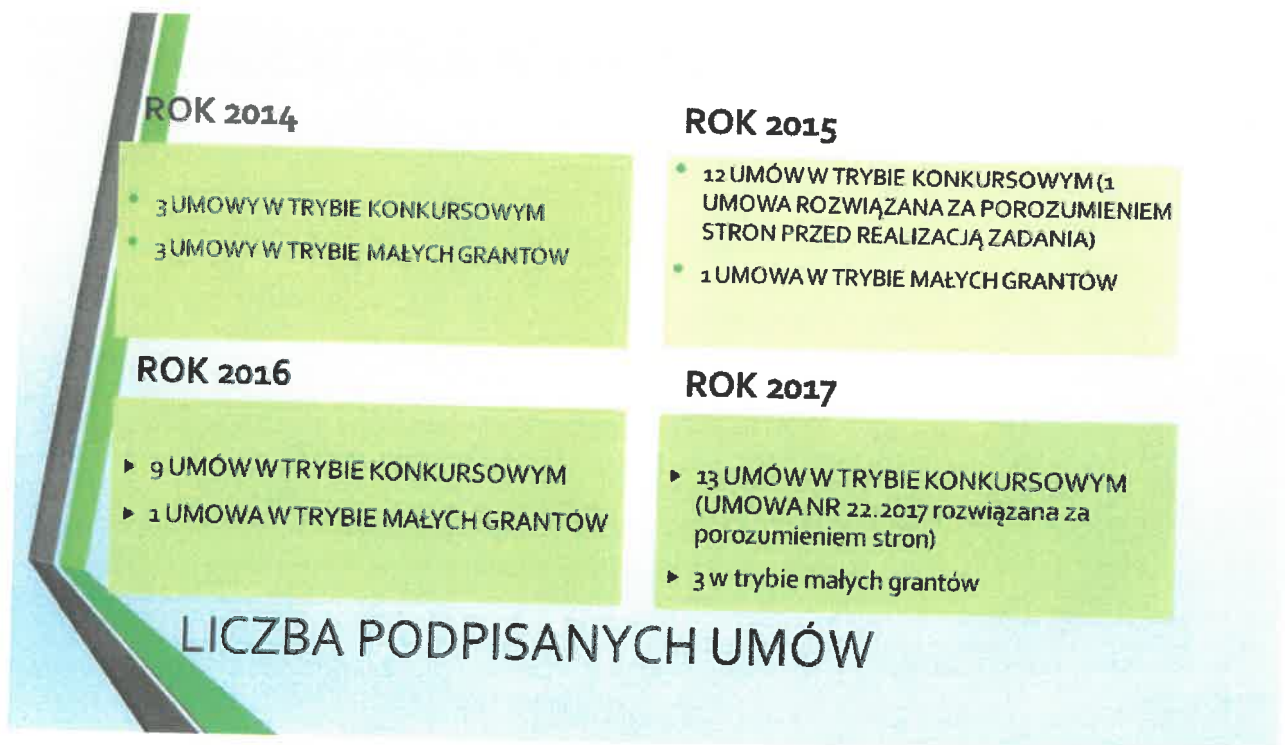 ROK 2014
• 3 UMOWY W TRYBIE KONKURSOWYM
• 3 UMOWY W TRYBIE MAŁYCH GRANTÓW
ROK 2015
• 12 UMÓW W TRYBIE KONKURSOWYM (1
UMOWA ROZWIĄZANA ZA POROZUMIENIEM
STRON PRZED REALIZACJĄ ZADANIA)
• 1 UMOWA W TRYBIE MAŁYCH GRANTÓW
ROK 2016
▶ 9 UMÓW W TRYBIE KONKURSOWYM
▶ 1 UMOWA W TRYBIE MAŁYCH GRANTÓW
ROK 2017
▶ 13 UMÓW W TRYBIE KONKURSOWYM
(UMOWA NR 22.2017 rozwiązana za
porozumieniem stron)
▶ 3 w trybie małych grantów
LICZBA PODPISANYCH UMÓW